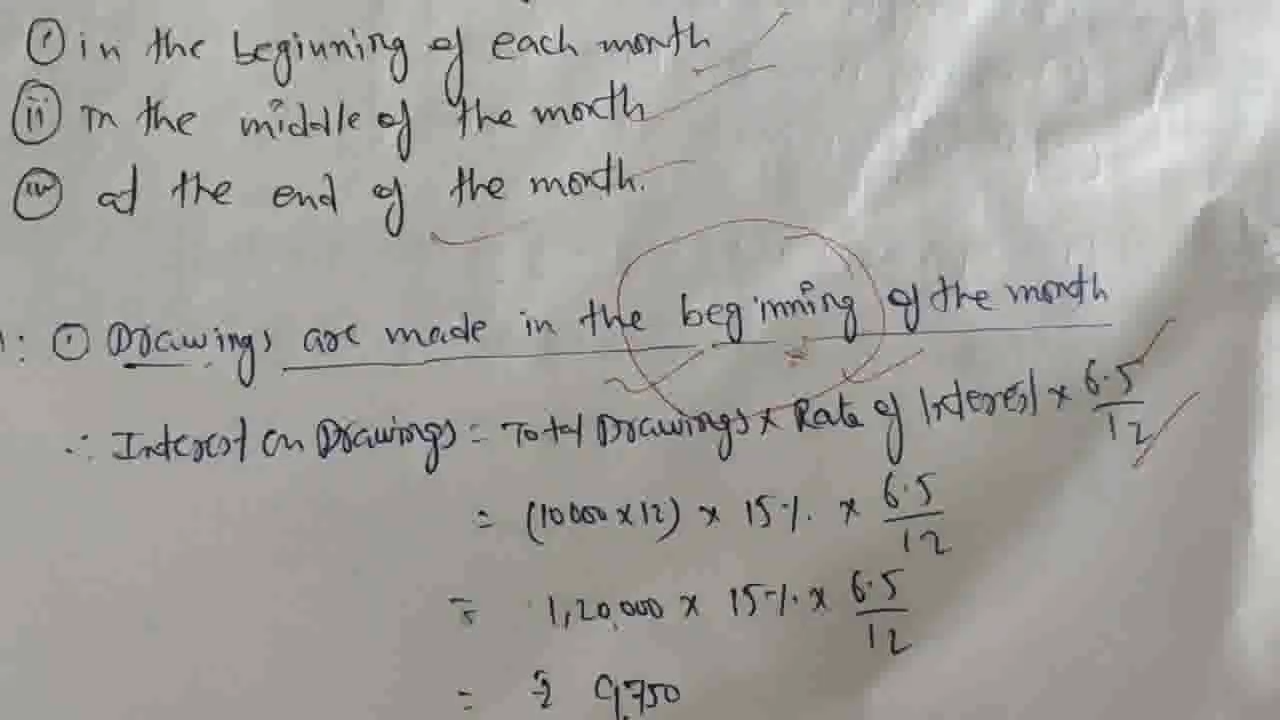 (i) in the beginning of each month
(ii) in the middle of the month
(iii) at the end of the month.
: (i) Drawings are made in the beginning of the month
∴ Interest on Drawings = Total Drawings × Rate of Interest × 6.5/12
= (10000 × 12) × 15% × 6.5/12
= 1,20,000 × 15% × 6.5/12
= ₹ 9,750